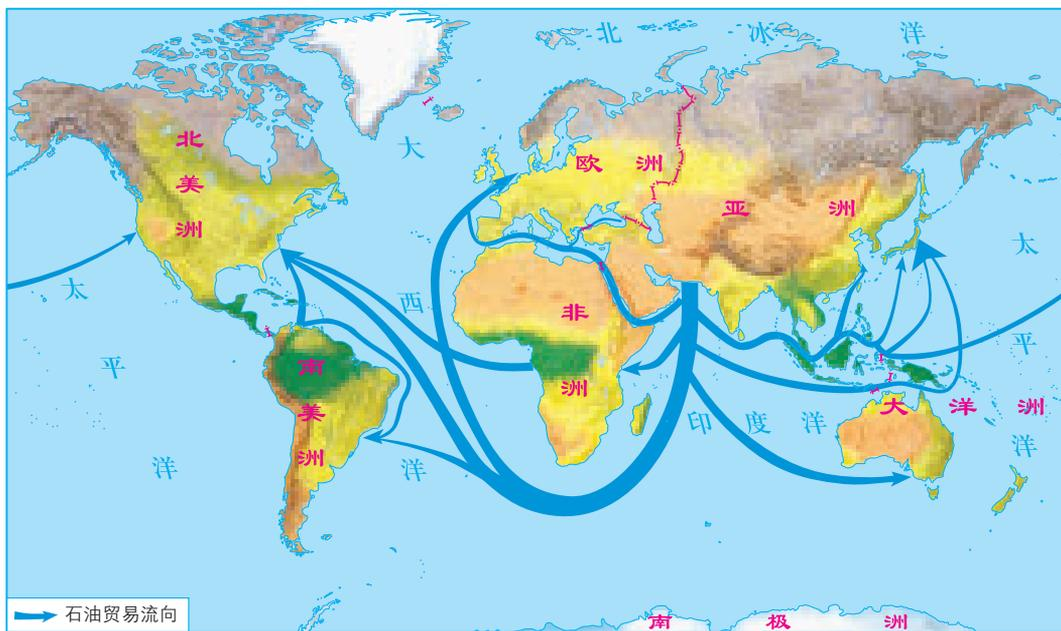 北冰洋
大西洋
太平洋
太平洋
印度洋
北美洲
南美洲
欧洲
亚洲
非洲
大洋洲
南极洲
石油贸易流向